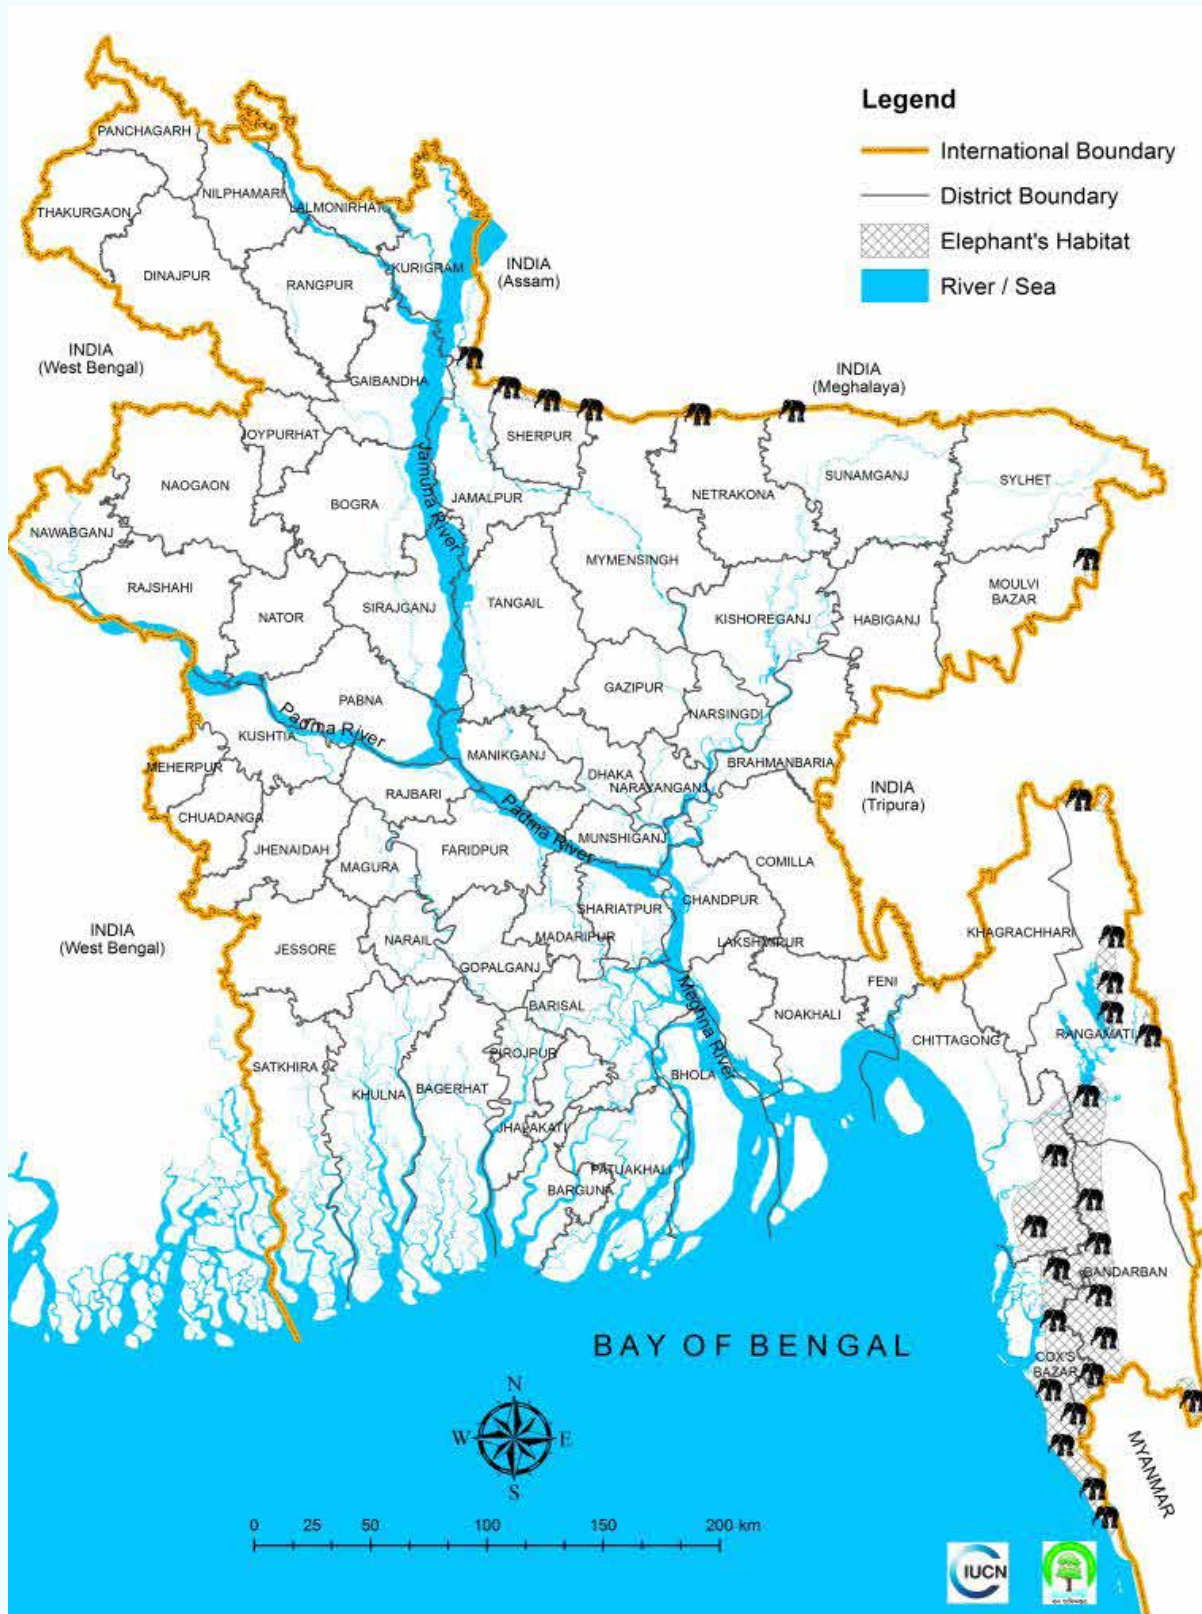 Legend
International Boundary
District Boundary
Elephant's Habitat
River / Sea
PANCHAGARH
THAKURGAON
NILPHAMARI
LALMONIRHAT
DINAJPUR
RANGPUR
KURIGRAM
INDIA
(Assam)
INDIA
(West Bengal)
GAIBANDHA
INDIA
(Meghalaya)
JOYPURHAT
SHERPUR
NAOGAON
BOGRA
Jamuna River
JAMALPUR
NETRAKONA
SUNAMGANJ
SYLHET
NAWABGANJ
RAJSHAHI
NATOR
SIRAJGANJ
TANGAIL
MYMENSINGH
KISHOREGANJ
HABIGANJ
MOULVI
BAZAR
PABNA
GAZIPUR
NARSINGDI
Padma River
KUSHTIA
MEHERPUR
MANIKGANJ
DHAKA
NARAYANGANJ
BRAHMANBARIA
INDIA
(Tripura)
CHUADANGA
RAJBARI
Padma River
JHENAIDAH
MAGURA
FARIDPUR
MUNSHIGANJ
COMILLA
CHANDPUR
SHARIATPUR
INDIA
(West Bengal)
JESSORE
NARAIL
MADARIPUR
LAKSHMIPUR
KHAGRACHHARI
GOPALGANJ
FENI
BARISAL
Meghna River
NOAKHALI
CHITTAGONG
RANGAMATI
SATKHIRA
PIROJPUR
BHOLA
KHULNA
BAGERHAT
JHALAKATI
PATUAKHALI
BARGUNA
BANDARBAN
BAY OF BENGAL
COX'S
BAZAR
N
W E
S
MYANMAR
0 25 50 100 150 200 km
IUCN